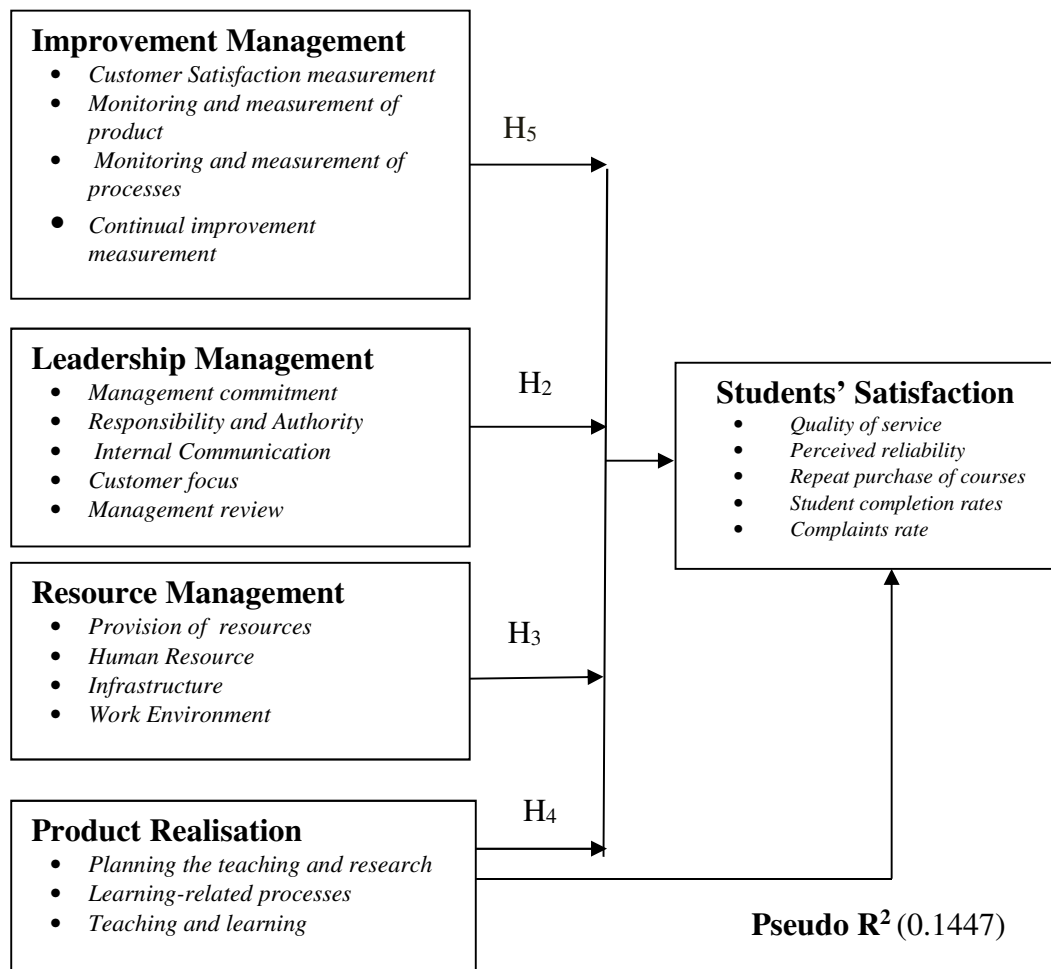 Improvement Management
• Customer Satisfaction measurement
• Monitoring and measurement of
product
• Monitoring and measurement of
processes
• Continual improvement
measurement
H5
Leadership Management
• Management commitment
• Responsibility and Authority
• Internal Communication
• Customer focus
• Management review
H2
Resource Management
• Provision of resources
• Human Resource
• Infrastructure
• Work Environment
H3
Product Realisation
• Planning the teaching and research
• Learning-related processes
• Teaching and learning
H4
Students’ Satisfaction
• Quality of service
• Perceived reliability
• Repeat purchase of courses
• Student completion rates
• Complaints rate
Pseudo R² (0.1447)